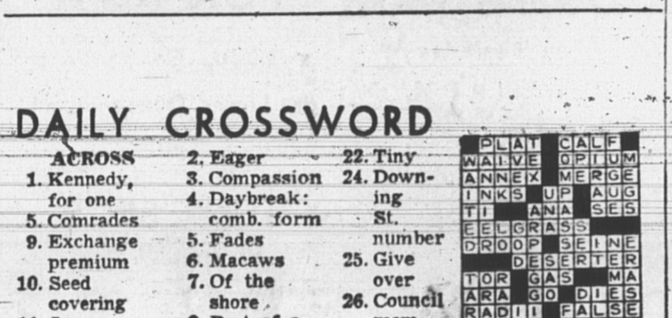 DAILY CROSSWORD
ACROSS
1. Kennedy,
for one
5. Comrades
9. Exchange
premium
10. Seed
covering
2. Eager
3. Compassion
4. Daybreak:
comb. form
5. Fades
6. Macaws
7. Of the
shore
22. Tiny
24. Down-
ing
St.
number
25. Give
over
26. Council
PLAT CALF
WAIVE OPIUM
ANNEX MERGE
INKS UP AUG
TI ANA SES
EELGRASS
DROOP SEINE
DESERTER
TOR GAS MA
ARA GO DIES
RADII FALSE